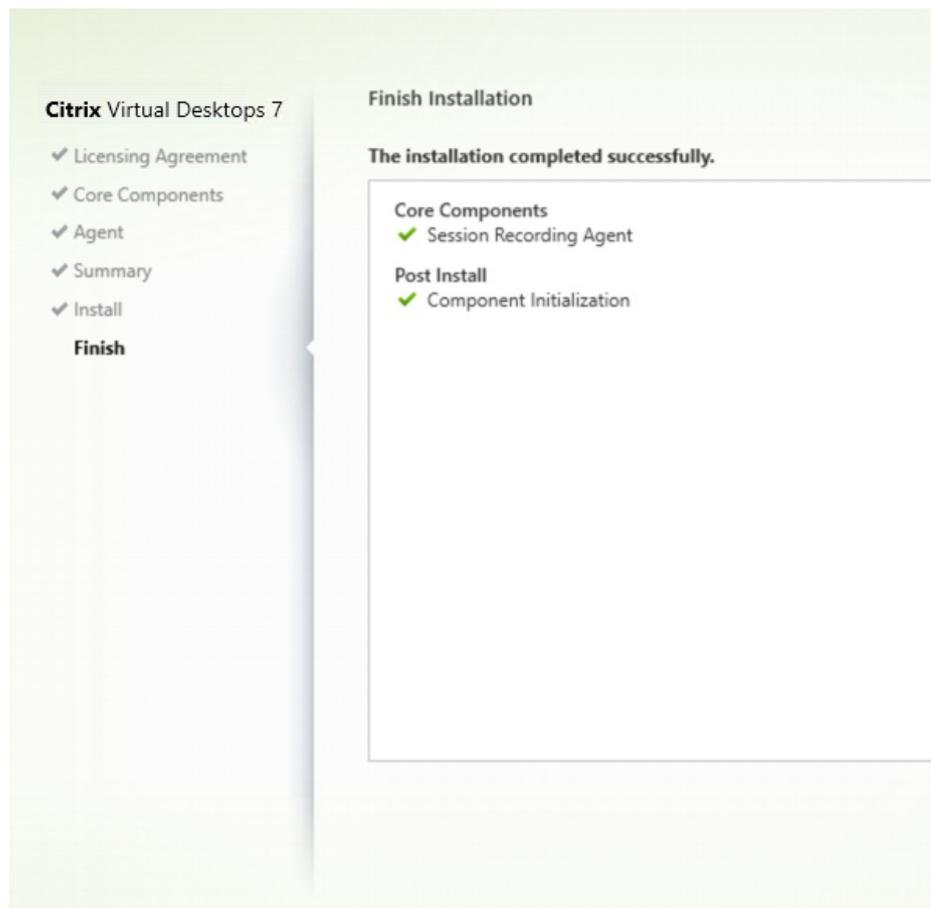 Citrix Virtual Desktops 7
Licensing Agreement
Core Components
Agent
Summary
Install
Finish
Finish Installation
The installation completed successfully.
Core Components
Session Recording Agent
Post Install
Component Initialization